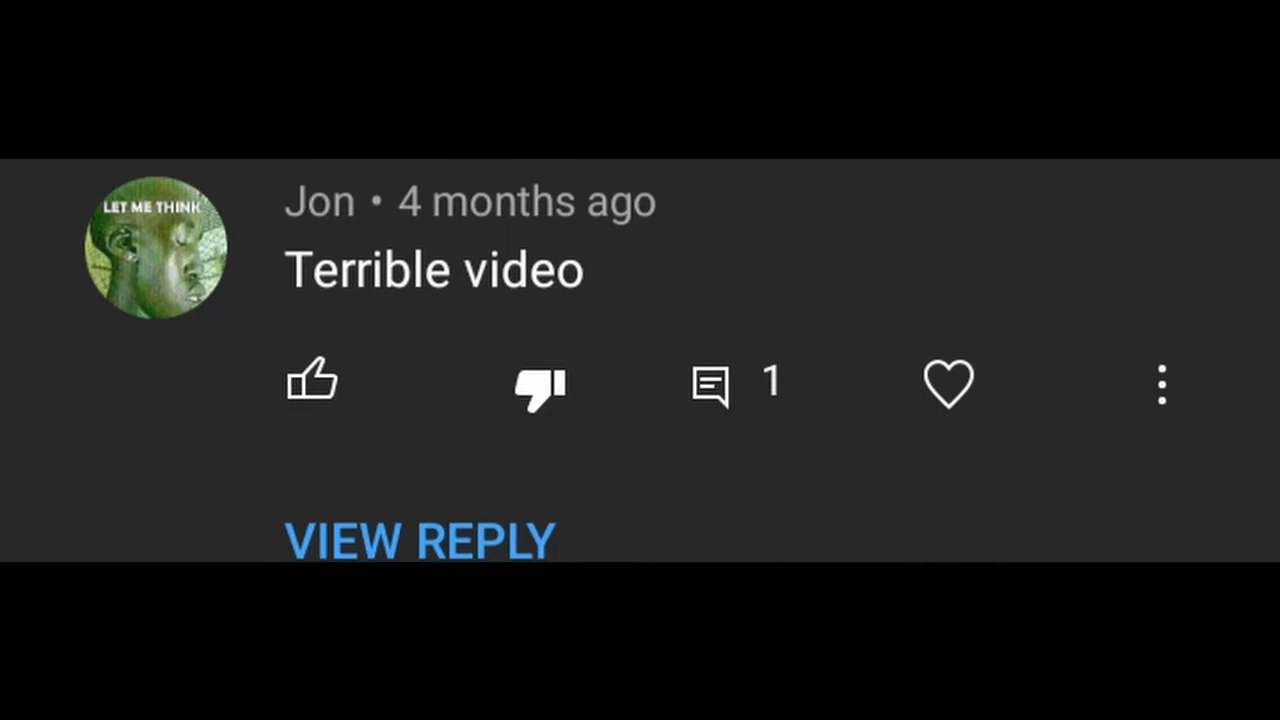 LET ME THINK
Jon • 4 months ago
Terrible video
1
VIEW REPLY